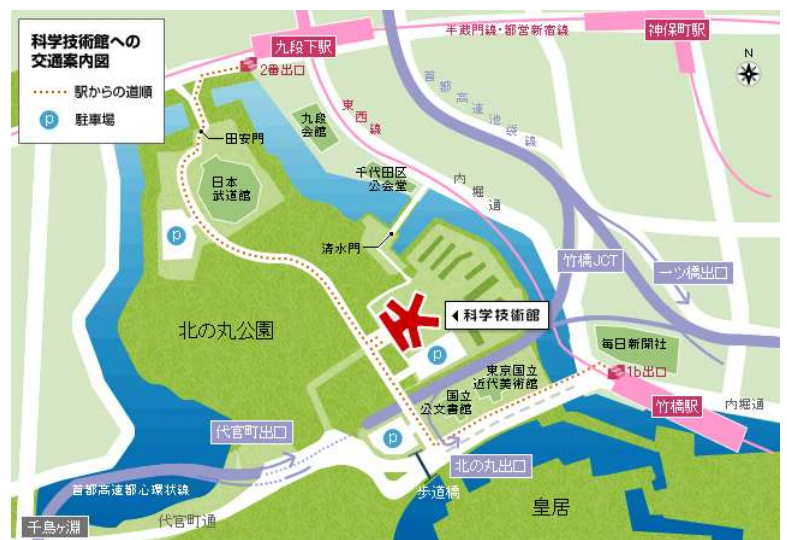 科学技術館への
交通案内図
駅からの道順
P
駐車場
九段下駅
半蔵門線・都営新宿線
神保町駅
N
2番出口
首都高速池袋線
東西線
九段
会館
田安門
千代田区
公会堂
内堀通
日本
武道館
P
清水門
竹橋JCT
一ツ橋出口
科学技術館
北の丸公園
P
毎日新聞社
東京国立
近代美術館
1b出口
国立
公文書館
竹橋駅
内堀通
代官町出口
P
北の丸出口
首都高速都心環状線
歩道橋
皇居
代官町通
千鳥ヶ淵